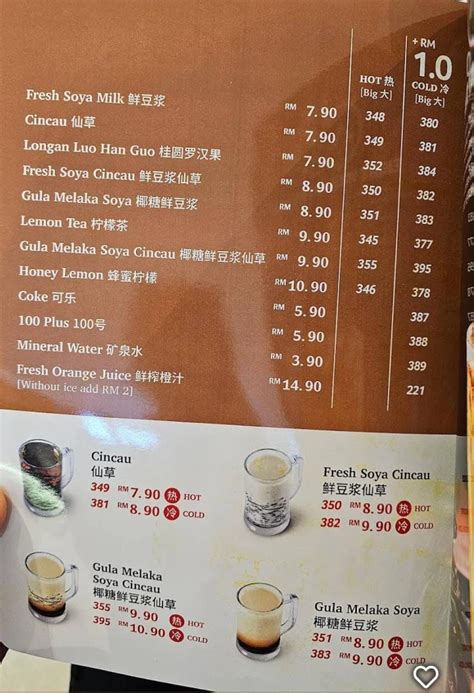 + RM
1.0
HOT 热
[Big 大]
COLD 冷
[Big 大]
Fresh Soya Milk 鲜豆浆 RM 7.90 348 380
Cincau 仙草 RM 7.90 349 381
Longan Luo Han Guo 桂圆罗汉果 RM 7.90 352 384
Fresh Soya Cincau 鲜豆浆仙草 RM 8.90 350 382
Gula Melaka Soya 椰糖鲜豆浆 RM 8.90 351 383
Lemon Tea 柠檬茶 RM 9.90 345 377
Gula Melaka Soya Cincau 椰糖鲜豆浆仙草 RM 9.90 355 395
Honey Lemon 蜂蜜柠檬 RM 10.90 346 378
Coke 可乐 RM 5.90 387
100 Plus 100号 RM 5.90 388
Mineral Water 矿泉水 RM 3.90 389
Fresh Orange Juice 鲜榨橙汁 RM 14.90 221
[Without ice add RM 2]
Cincau
仙草
349 RM 7.90 热 HOT
381 RM 8.90 冷 COLD
Fresh Soya Cincau
鲜豆浆仙草
350 RM 8.90 热 HOT
382 RM 9.90 冷 COLD
Gula Melaka
Soya Cincau
椰糖鲜豆浆仙草
355 RM 9.90 热 HOT
395 RM 10.90 冷 COLD
Gula Melaka Soya
椰糖鲜豆浆
351 RM 8.90 热 HOT
383 RM 9.90 冷 COLD